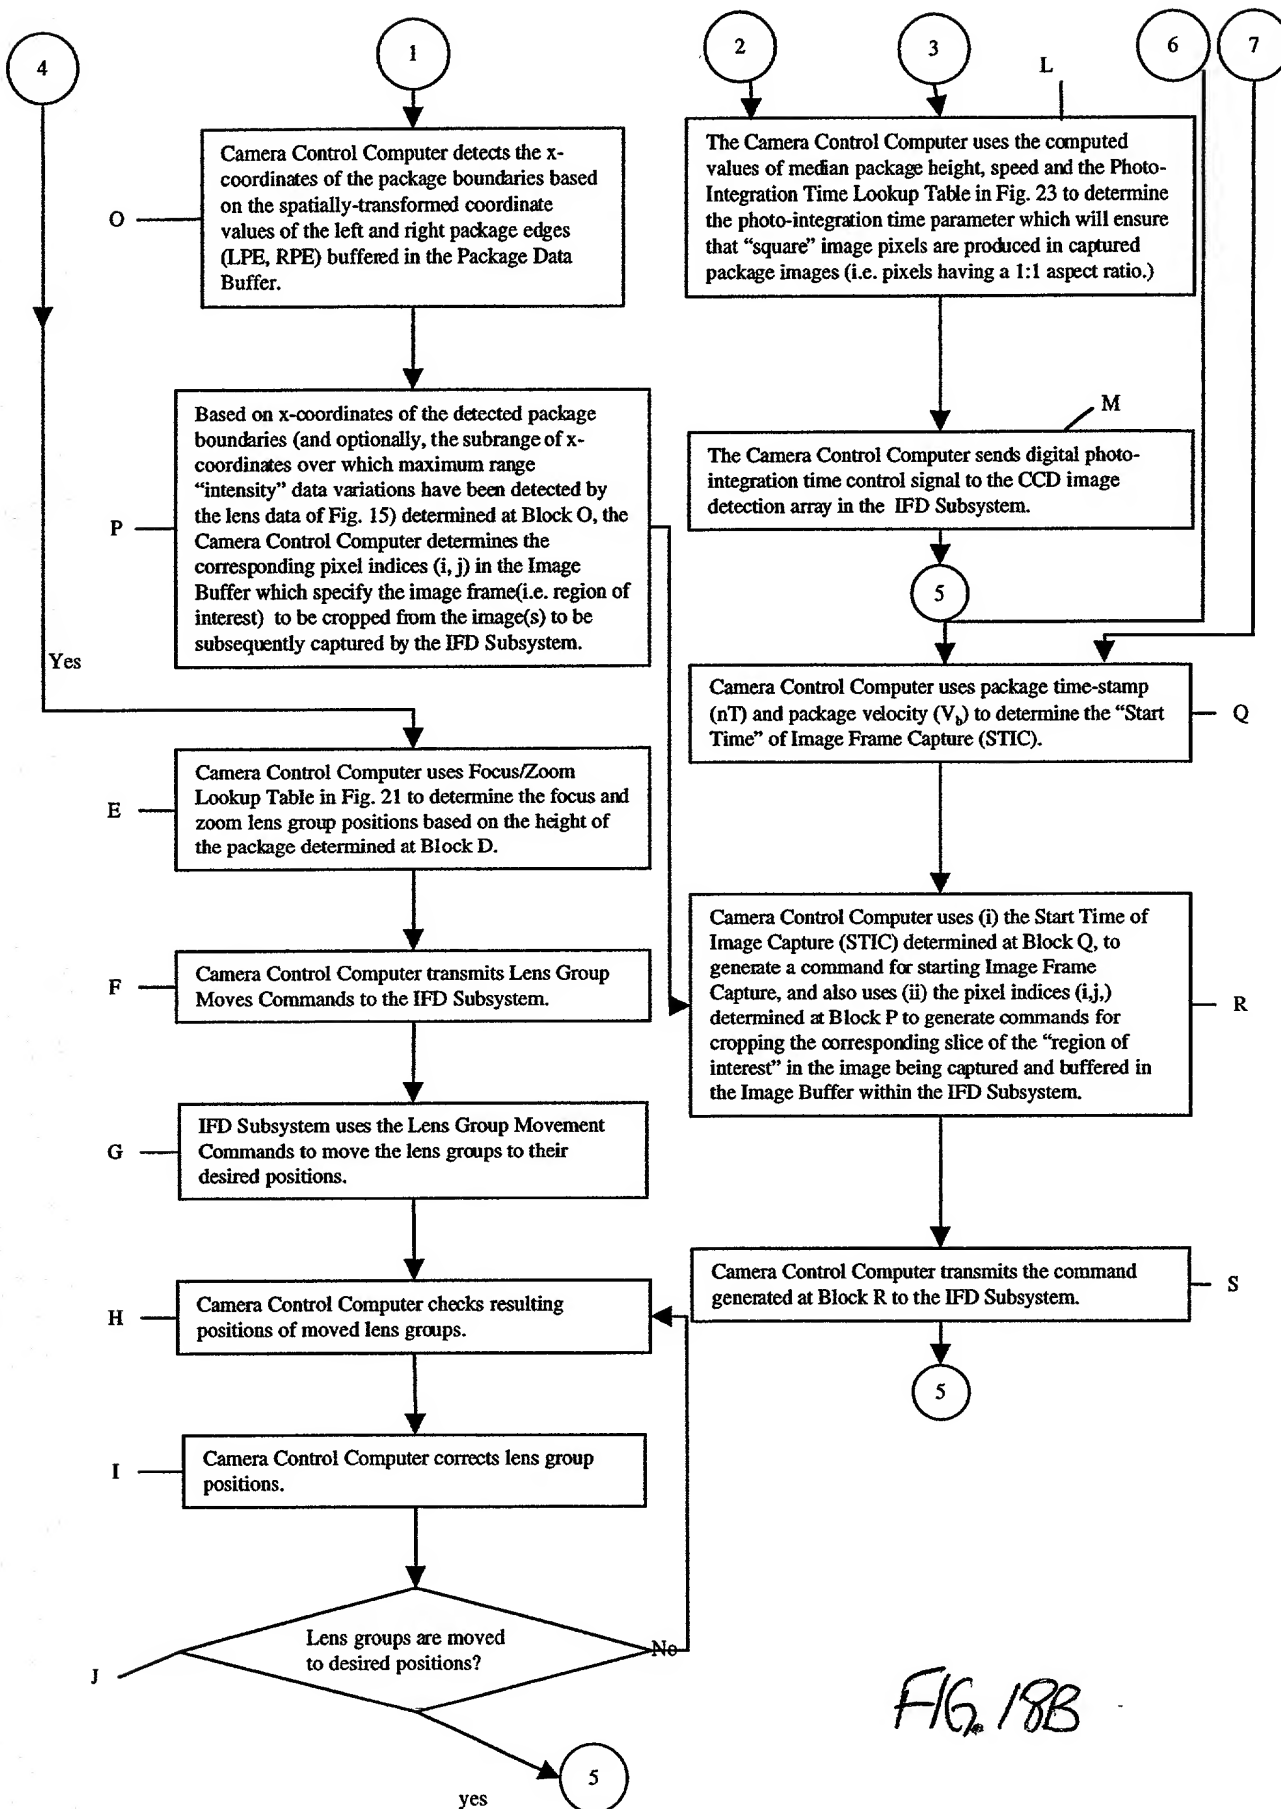 4
1
2
3
6
7
L
Camera Control Computer detects the x-
coordinates of the package boundaries based
on the spatially-transformed coordinate
values of the left and right package edges
(LPE, RPE) buffered in the Package Data
Buffer.
O
The Camera Control Computer uses the computed
values of median package height, speed and the Photo-
Integration Time Lookup Table in Fig. 23 to determine
the photo-integration time parameter which will ensure
that “square” image pixels are produced in captured
package images (i.e. pixels having a 1:1 aspect ratio.)
Based on x-coordinates of the detected package
boundaries (and optionally, the subrange of x-
coordinates over which maximum range
“intensity” data variations have been detected by
the lens data of Fig. 15) determined at Block O, the
Camera Control Computer determines the
corresponding pixel indices (i, j) in the Image
Buffer which specify the image frame(i.e. region of
interest) to be cropped from the image(s) to be
subsequently captured by the IFD Subsystem.
P
M
The Camera Control Computer sends digital photo-
integration time control signal to the CCD image
detection array in the IFD Subsystem.
5
Yes
Camera Control Computer uses package time-stamp
(nT) and package velocity (Vb) to determine the “Start
Time” of Image Frame Capture (STIC).
Q
Camera Control Computer uses Focus/Zoom
Lookup Table in Fig. 21 to determine the focus and
zoom lens group positions based on the height of
the package determined at Block D.
E
Camera Control Computer transmits Lens Group
Moves Commands to the IFD Subsystem.
F
Camera Control Computer uses (i) the Start Time of
Image Capture (STIC) determined at Block Q, to
generate a command for starting Image Frame
Capture, and also uses (ii) the pixel indices (i,j,)
determined at Block P to generate commands for
cropping the corresponding slice of the “region of
interest” in the image being captured and buffered in
the Image Buffer within the IFD Subsystem.
R
IFD Subsystem uses the Lens Group Movement
Commands to move the lens groups to their
desired positions.
G
Camera Control Computer transmits the command
generated at Block R to the IFD Subsystem.
S
5
Camera Control Computer checks resulting
positions of moved lens groups.
H
Camera Control Computer corrects lens group
positions.
I
Lens groups are moved
to desired positions?
No
J
5
yes
FIG. 18B